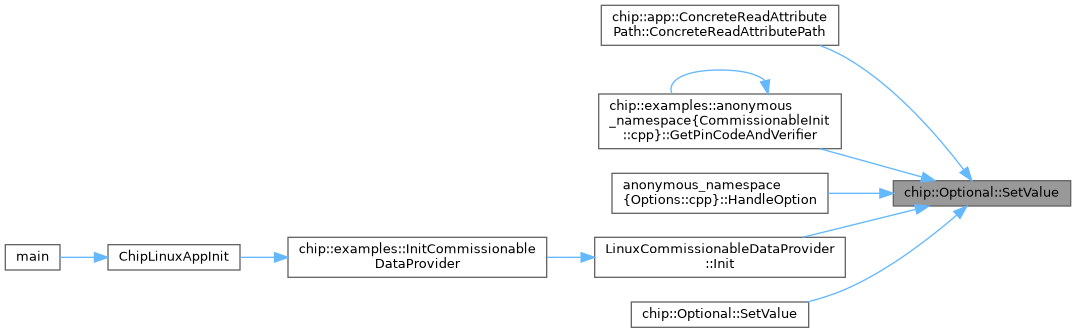 chip::app::ConcreteReadAttribute
Path::ConcreteReadAttributePath
chip::examples::anonymous
_namespace{CommissionableInit
::cpp}::GetPinCodeAndVerifier
anonymous_namespace
{Options::cpp}::HandleOption
chip::Optional::SetValue
main
ChipLinuxAppInit
chip::examples::InitCommissionable
DataProvider
LinuxCommissionableDataProvider
::Init
chip::Optional::SetValue